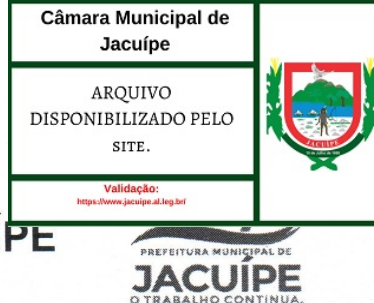 Câmara Municipal de
Jacuípe
ARQUIVO
DISPONIBILIZADO PELO
SITE.
Validação:
https://www.jacuipe.al.leg.br/
JACUÍPE
PE
PREFEITURA MUNICIPAL DE
JACUÍPE
O TRABALHO CONTINUA.